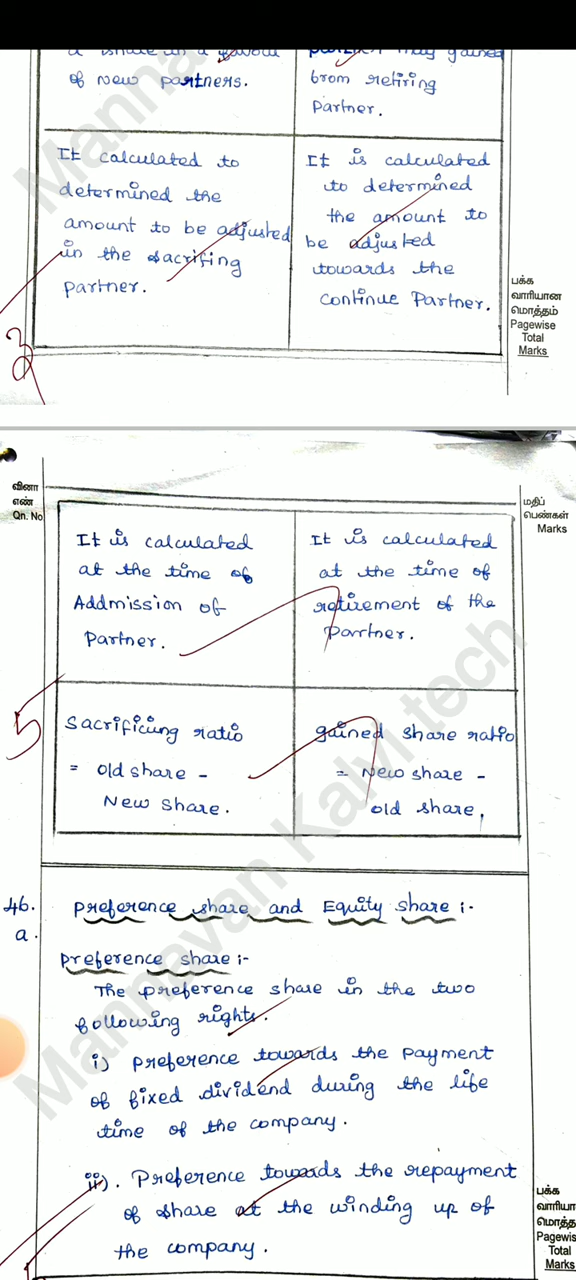 of New partners.
from retiring
Partner.
It calculated to
determined the
amount to be adjusted
in the sacrifing
partner.
It is calculated
to determined
the amount to
be adjusted
towards the
continue Partner.
பக்க
வாரியான
மொத்தம்
Pagewise
Total
Marks
3
வினா
எண்
Qn. No
மதிப்
பெண்கள்
Marks
It is calculated
at the time of
Addmission of
Partner.
It is calculated
at the time of
retirement of the
partner.
5
Sacrificing ratio
= Old share -
New share.
gained share ratio
= New share -
old share.
46.
a.
Preference share and Equity share :-
Preference share :-
The preference share in the two
following rights.
i) preference towards the payment
of fixed dividend during the life
time of the company.
ii). Preference towards the repayment
of share at the winding up of
the company.
பக்க
வாரியா
மொத்த
Pagewis
Total
Marks
Mannavan Kalvi tech